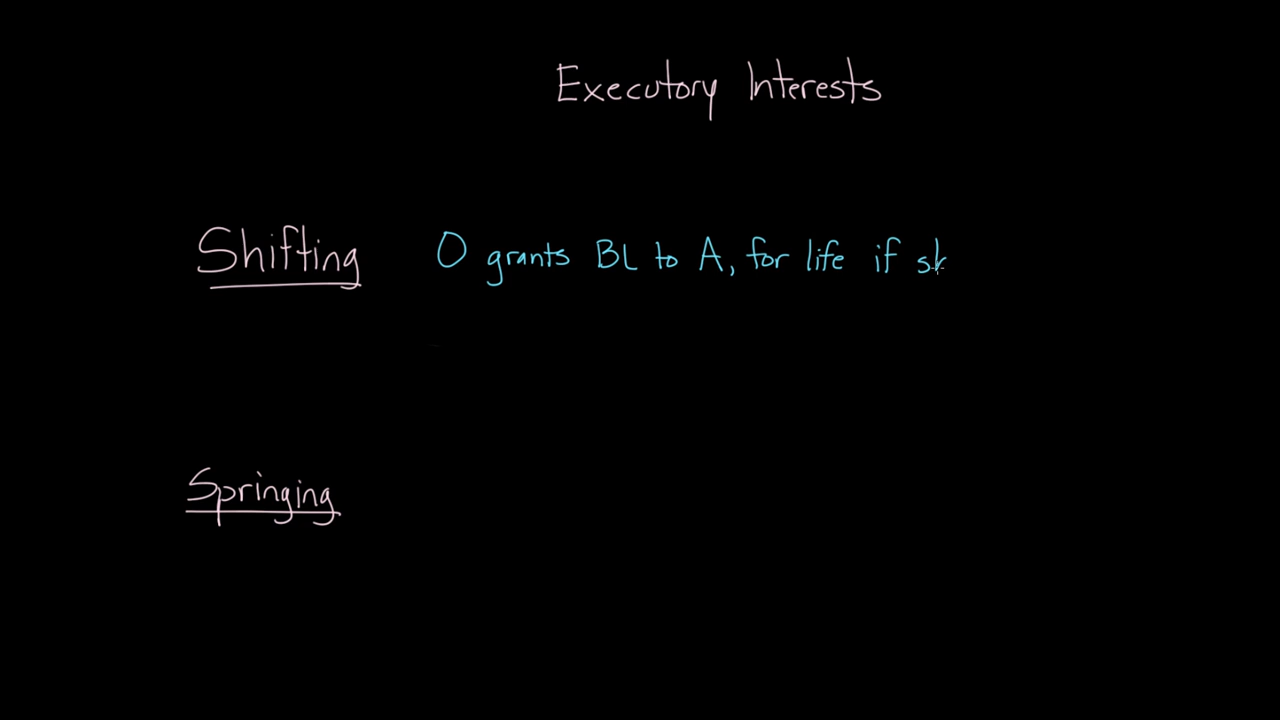 Executory Interests
Shifting O grants BL to A, for life if
Springing